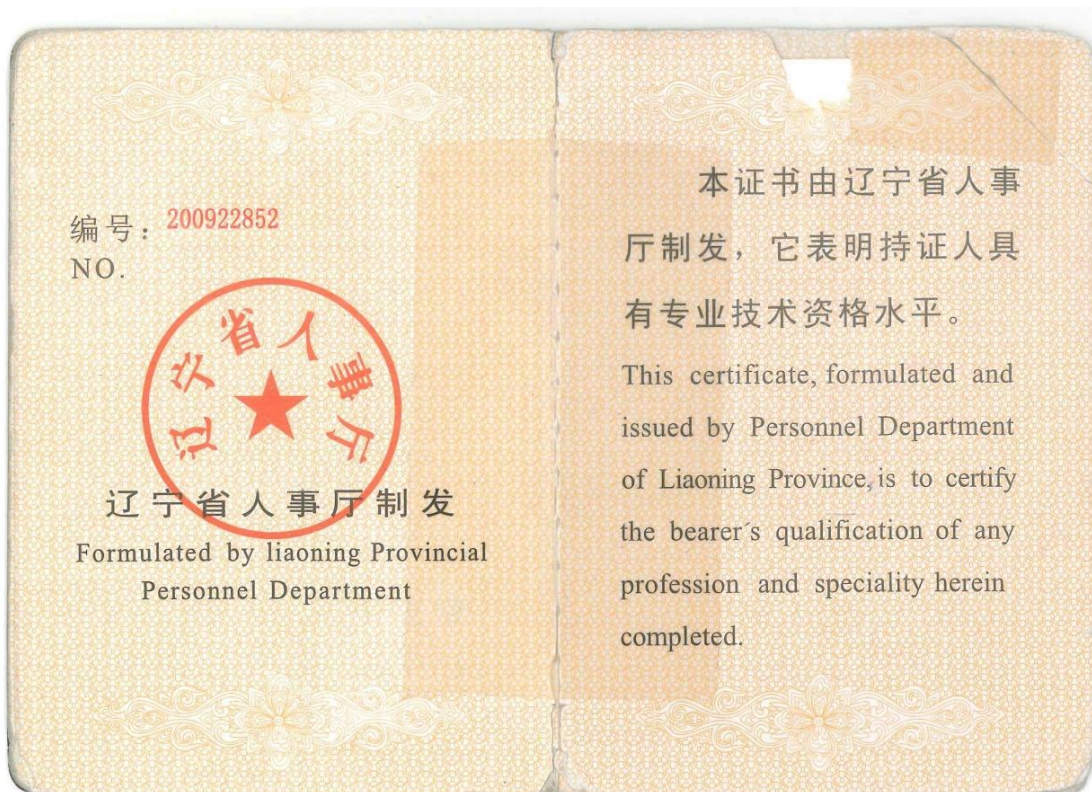 编号：200922852
NO.
辽宁省人事厅
辽宁省人事厅制发
Formulated by liaoning Provincial
Personnel Department
本证书由辽宁省人事
厅制发，它表明持证人具
有专业技术资格水平。
This certificate, formulated and
issued by Personnel Department
of Liaoning Province, is to certify
the bearer´s qualification of any
profession and speciality herein
completed.